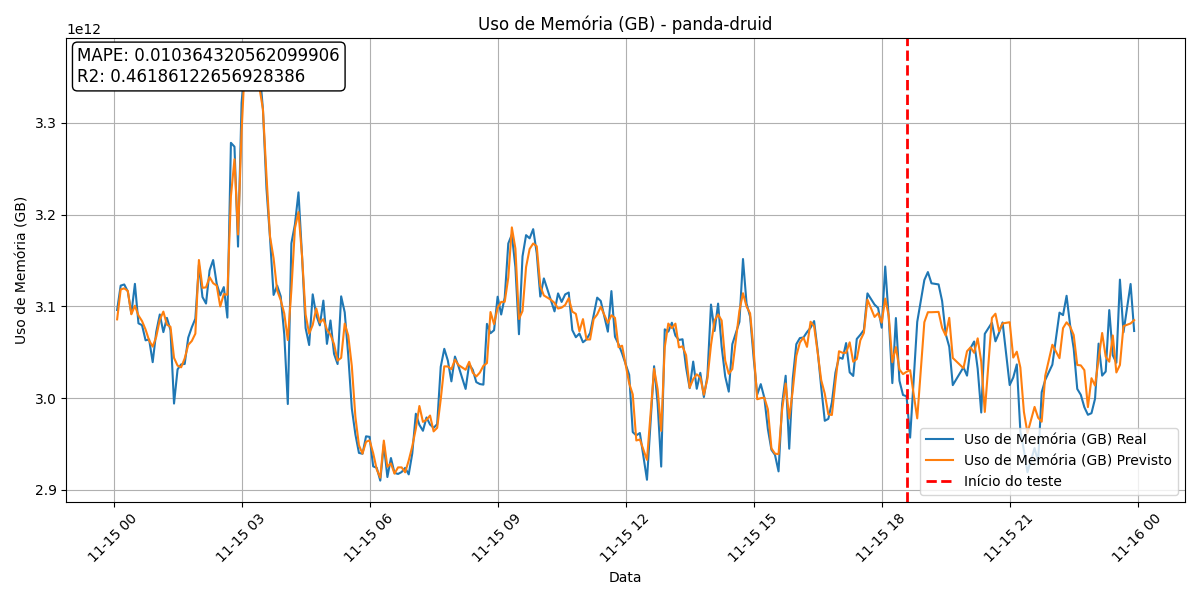 Uso de Memória (GB) - panda-druid
1e12
MAPE: 0.010364320562099906
R2: 0.46186122656928386
3.3
3.2
3.1
3.0
2.9
Uso de Memória (GB)
Uso de Memória (GB) Real
Uso de Memória (GB) Previsto
Início do teste
11-15 00
11-15 03
11-15 06
11-15 09
11-15 12
11-15 15
11-15 18
11-15 21
11-16 00
Data